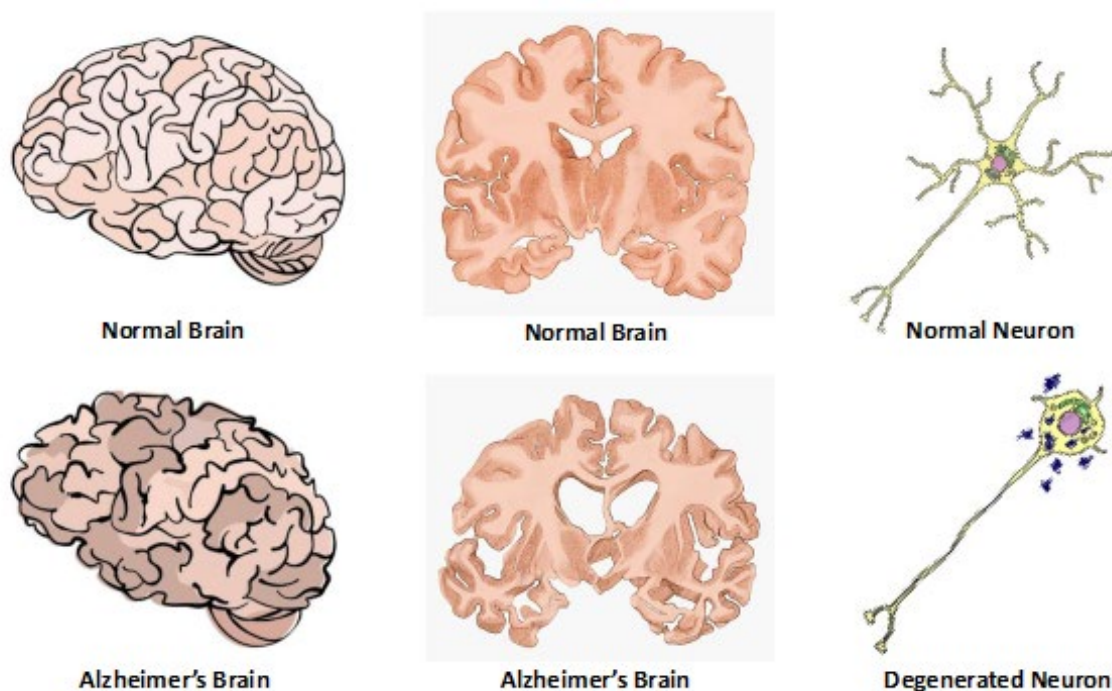 Normal Brain
Normal Brain
Normal Neuron
Alzheimer's Brain
Alzheimer's Brain
Degenerated Neuron